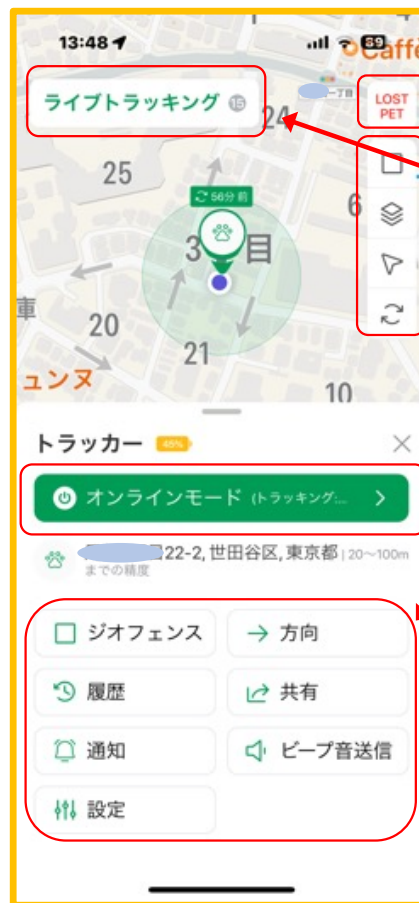 13:48
59
Caffè
ライブトラッキング 15
24
LOST
PET
25
56分前
6
3
目
庫
20
21
ュンヌ
10
トラッカー 45%
オンラインモード (トラッキング:...
22-2, 世田谷区, 東京都 | 20〜100m
までの精度
ジオフェンス
方向
履歴
共有
通知
ビープ音送信
設定